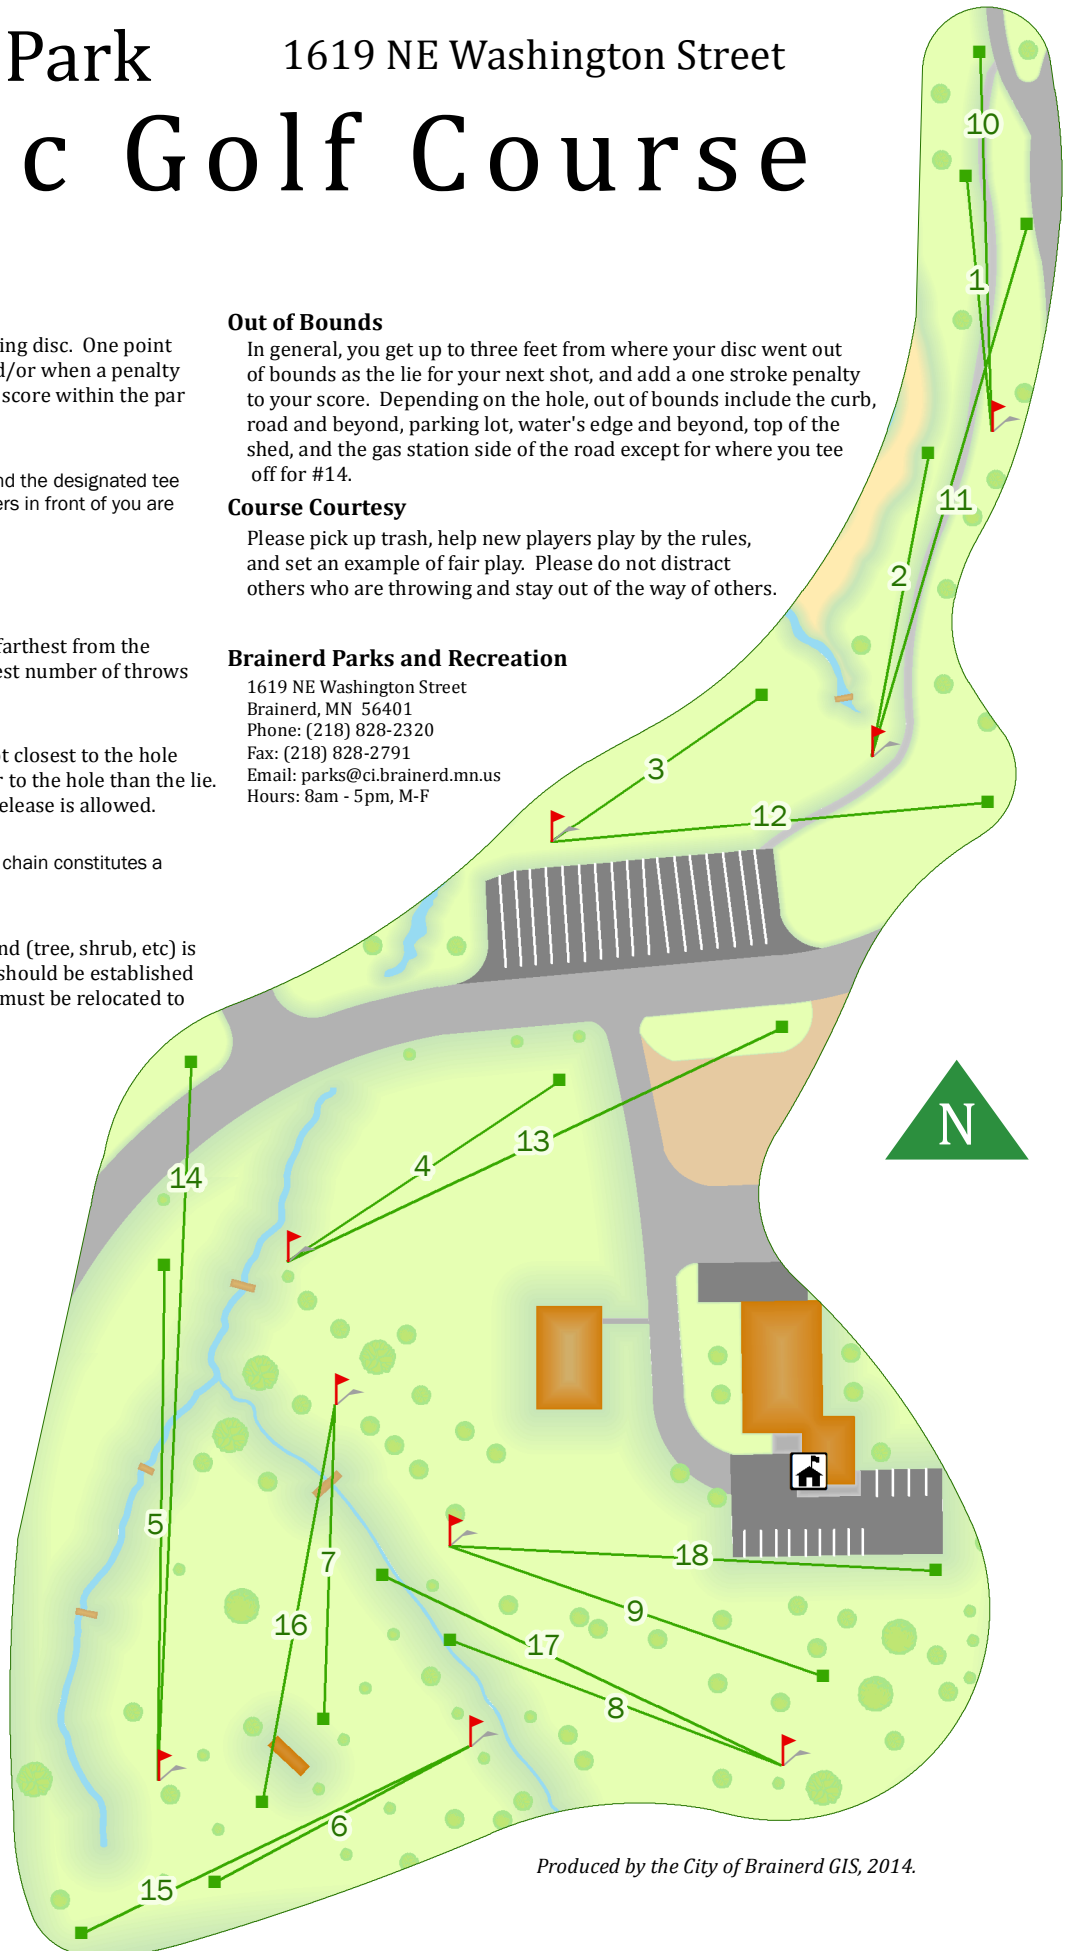 Park
1619 NE Washington Street
c Golf Course
ing disc. One point
d/or when a penalty
score within the par
nd the designated tee
ers in front of you are
farthest from the
est number of throws
ot closest to the hole
r to the hole than the lie.
elease is allowed.
chain constitutes a
nd (tree, shrub, etc) is
should be established
must be relocated to
Out of Bounds
In general, you get up to three feet from where your disc went out
of bounds as the lie for your next shot, and add a one stroke penalty
to your score. Depending on the hole, out of bounds include the curb,
road and beyond, parking lot, water's edge and beyond, top of the
shed, and the gas station side of the road except for where you tee
off for #14.
Course Courtesy
Please pick up trash, help new players play by the rules,
and set an example of fair play. Please do not distract
others who are throwing and stay out of the way of others.
Brainerd Parks and Recreation
1619 NE Washington Street
Brainerd, MN 56401
Phone: (218) 828-2320
Fax: (218) 828-2791
Email: parks@ci.brainerd.mn.us
Hours: 8am - 5pm, M-F
10
1
11
2
3
12
N
13
4
14
5
7
18
9
16
17
8
6
15
Produced by the City of Brainerd GIS, 2014.